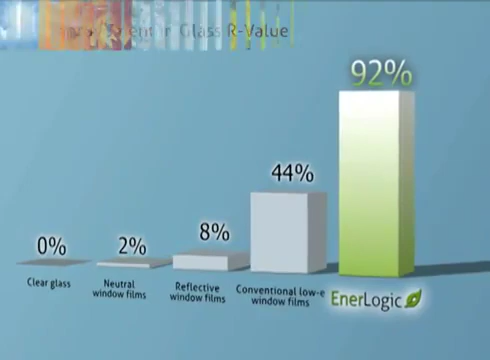 Glass R-Value
92%
44%
8%
2%
0%
Clear glass
Neutral
window films
Reflective
window films
Conventional low-e
window films
EnerLogic